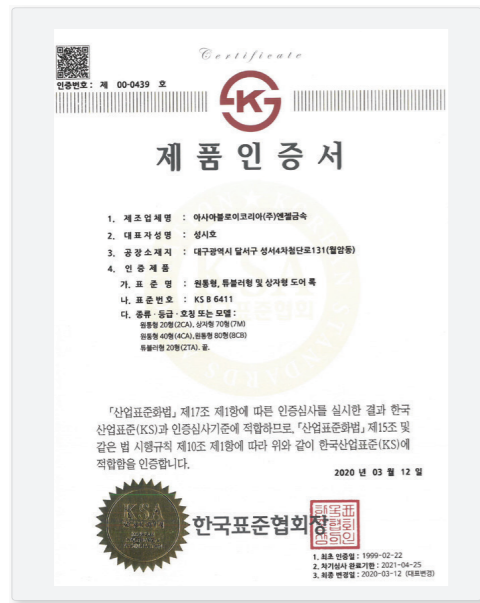 Certificate
인증번호 : 제 00-0439 호
제품인증서
1. 제조업체명 : 아사아블로이코리아(주)엔젤금속
2. 대표자성명 : 성시호
3. 공장소재지 : 대구광역시 달서구 성서4차첨단로131(월암동)
4. 인증제품
가. 표준명 : 원통형, 튜블러형 및 상자형 도어 록
나. 표준번호 : KS B 6411
다. 종류·등급·호칭 또는 모델 :
원통형 20형(2CA), 상자형 70형(7M)
원통형 40형(4CA),원통형 80형(8CB)
튜블러형 20형(2TA). 끝.
「산업표준화법」제17조 제1항에 따른 인증심사를 실시한 결과 한국
산업표준(KS)과 인증심사기준에 적합하므로,「산업표준화법」제15조 및
같은 법 시행규칙 제10조 제1항에 따라 위와 같이 한국산업표준(KS)에
적합함을 인증합니다.
2020 년 03 월 12 일
KSA
한국표준협회장
1. 최초 인증일 : 1999-02-22
2. 차기심사 완료기한 : 2021-04-25
3. 최종 변경일 : 2020-03-12 (대표변경)